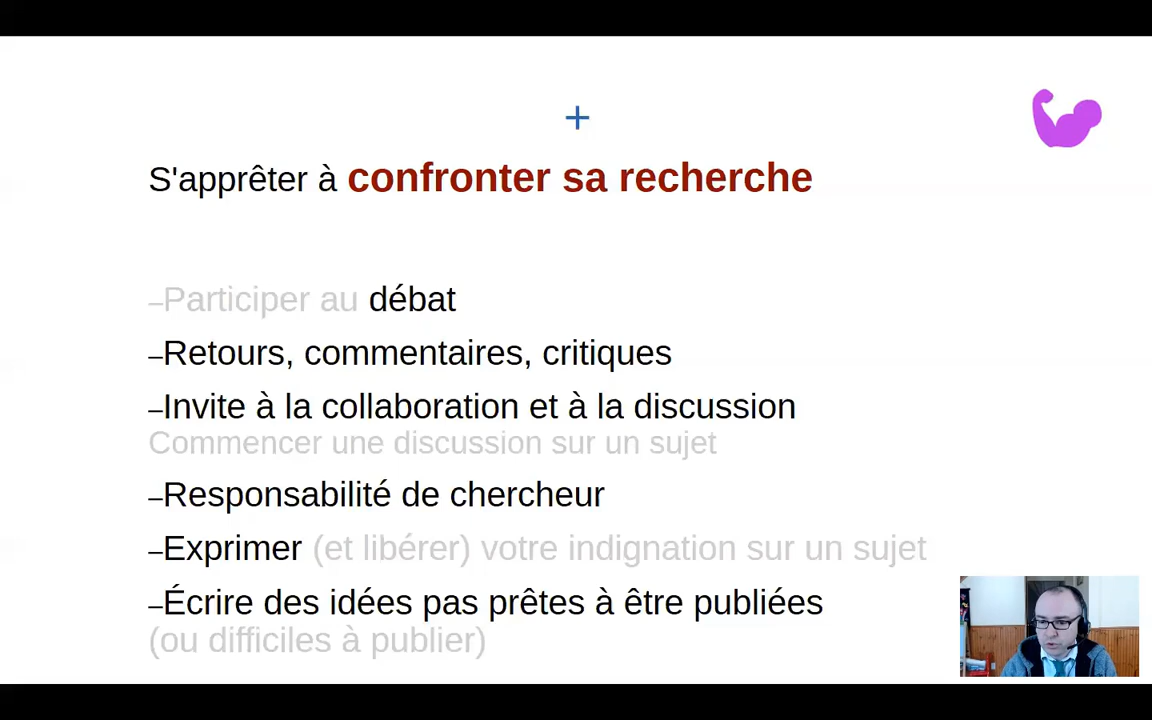 +
S'apprêter à confronter sa recherche
–Participer au débat
–Retours, commentaires, critiques
–Invite à la collaboration et à la discussion
Commencer une discussion sur un sujet
–Responsabilité de chercheur
–Exprimer (et libérer) votre indignation sur un sujet
–Écrire des idées pas prêtes à être publiées
(ou difficiles à publier)